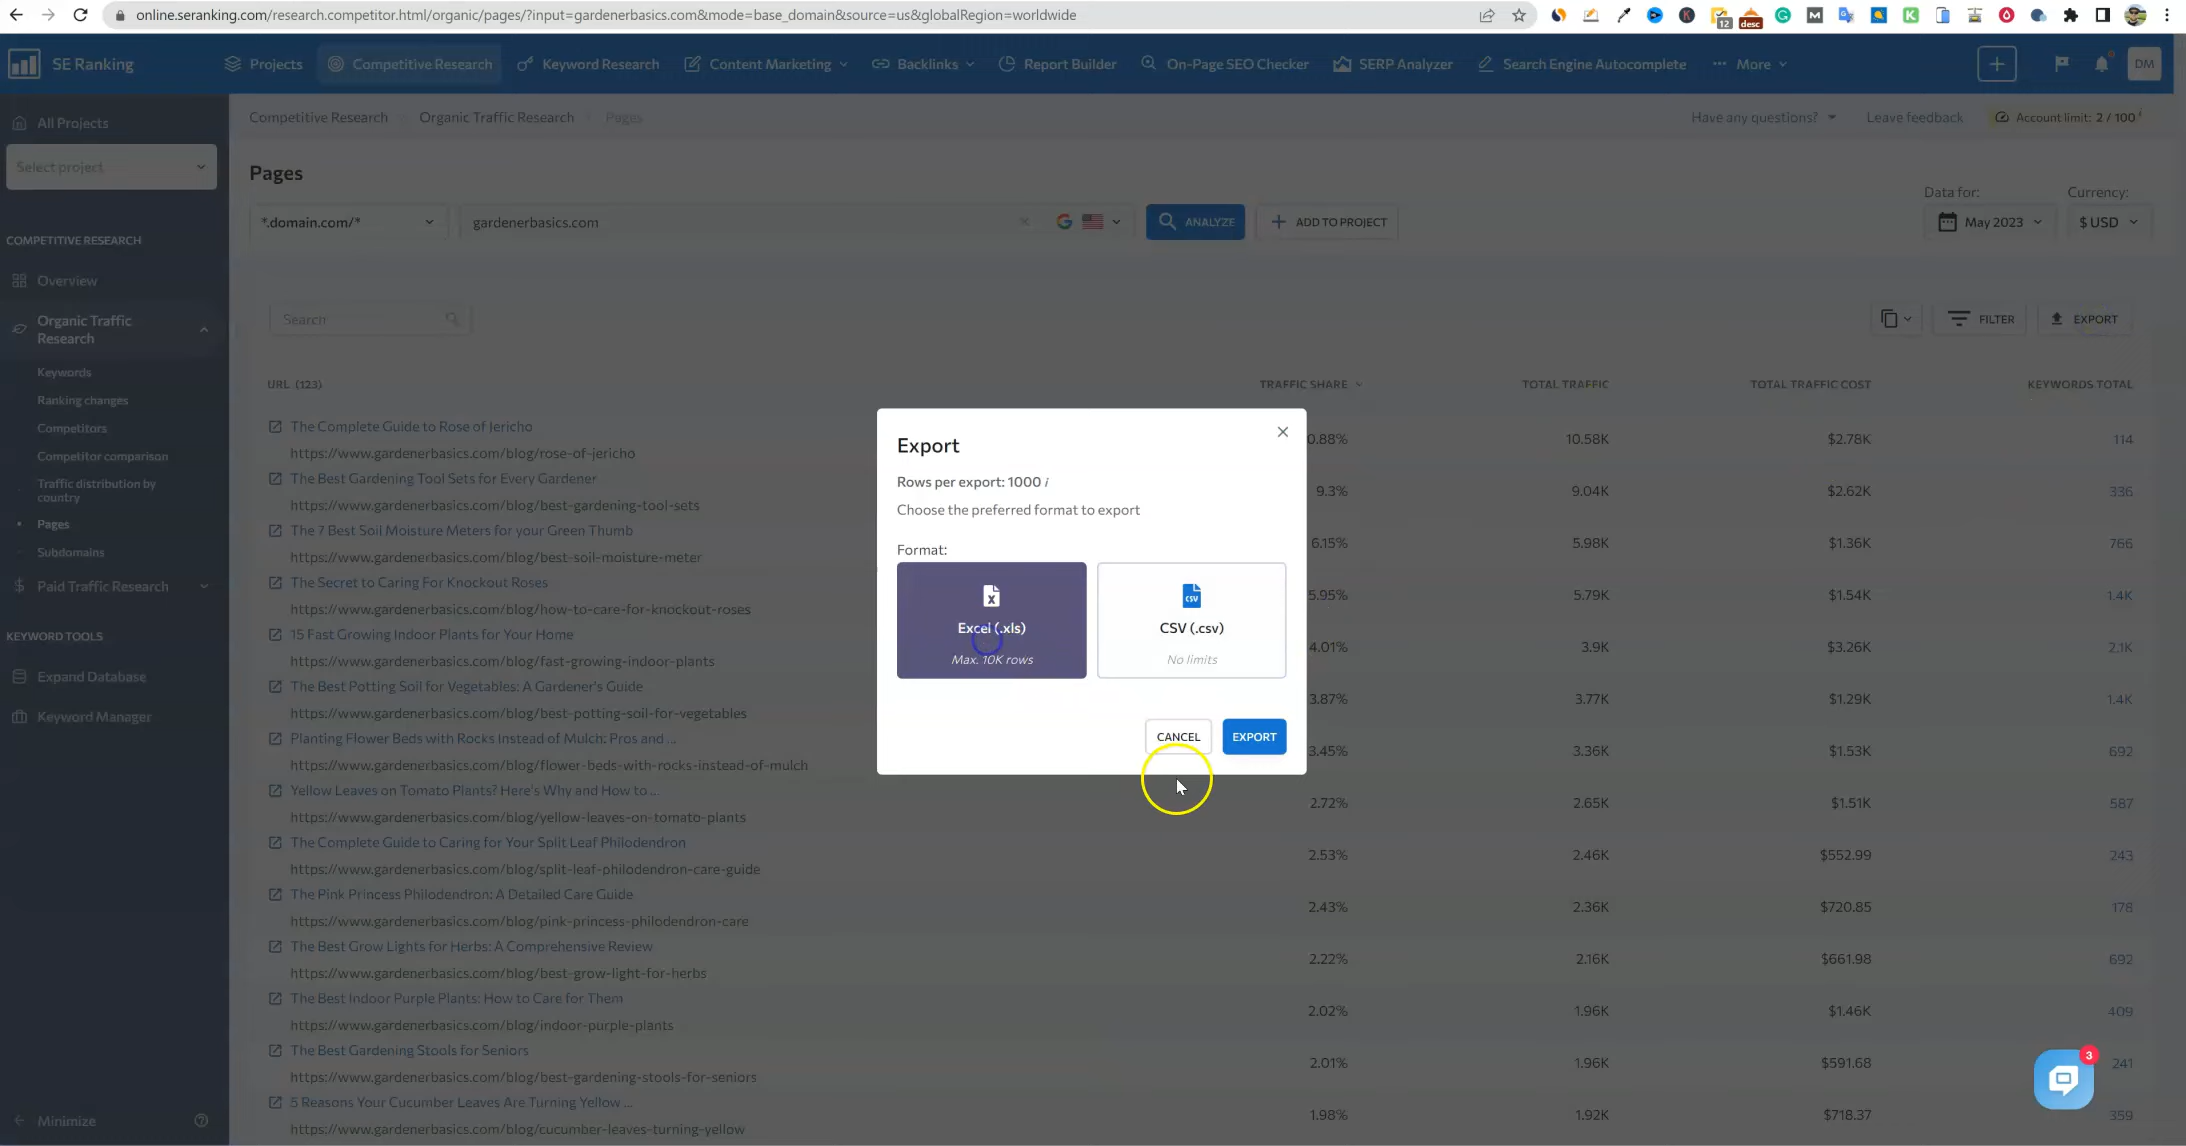 online.seranking.com/research.competitor.html/organic/pages/?input=gardenerbasics.com&mode=base_domain&source=us&globalRegion=worldwide
12
desc
SE Ranking
Projects
Competitive Research
Keyword Research
Content Marketing
Backlinks
Report Builder
On-Page SEO Checker
SERP Analyzer
Search Engine Autocomplete
More
DM
All Projects
Select project
COMPETITIVE RESEARCH
Overview
Organic Traffic
Research
Keywords
Ranking changes
Competitors
Competitor comparison
Traffic distribution by
country
Pages
Subdomains
Paid Traffic Research
KEYWORD TOOLS
Expand Database
Keyword Manager
Minimize
Competitive Research
Organic Traffic Research
Pages
Have any questions?
Leave feedback
Account limit: 2 / 100 i
Pages
Data for:
Currency:
*.domain.com/*
gardenerbasics.com
ANALYZE
ADD TO PROJECT
May 2023
$ USD
Search
FILTER
EXPORT
URL (123)
TRAFFIC SHARE
TOTAL TRAFFIC
TOTAL TRAFFIC COST
KEYWORDS TOTAL
The Complete Guide to Rose of Jericho
https://www.gardenerbasics.com/blog/rose-of-jericho
0.88%
10.58K
$2.78K
114
The Best Gardening Tool Sets for Every Gardener
https://www.gardenerbasics.com/blog/best-gardening-tool-sets
9.3%
9.04K
$2.62K
336
The 7 Best Soil Moisture Meters for your Green Thumb
https://www.gardenerbasics.com/blog/best-soil-moisture-meter
6.15%
5.98K
$1.36K
766
The Secret to Caring For Knockout Roses
https://www.gardenerbasics.com/blog/how-to-care-for-knockout-roses
5.95%
5.79K
$1.54K
1.4K
15 Fast Growing Indoor Plants for Your Home
https://www.gardenerbasics.com/blog/fast-growing-indoor-plants
4.01%
3.9K
$3.26K
2.1K
The Best Potting Soil for Vegetables: A Gardener's Guide
https://www.gardenerbasics.com/blog/best-potting-soil-for-vegetables
3.87%
3.77K
$1.29K
1.4K
Planting Flower Beds with Rocks Instead of Mulch: Pros and ...
https://www.gardenerbasics.com/blog/flower-beds-with-rocks-instead-of-mulch
3.45%
3.36K
$1.53K
692
Yellow Leaves on Tomato Plants? Here's Why and How to ...
https://www.gardenerbasics.com/blog/yellow-leaves-on-tomato-plants
2.72%
2.65K
$1.51K
587
The Complete Guide to Caring for Your Split Leaf Philodendron
https://www.gardenerbasics.com/blog/split-leaf-philodendron-care-guide
2.53%
2.46K
$552.99
243
The Pink Princess Philodendron: A Detailed Care Guide
https://www.gardenerbasics.com/blog/pink-princess-philodendron-care
2.43%
2.36K
$720.85
178
The Best Grow Lights for Herbs: A Comprehensive Review
https://www.gardenerbasics.com/blog/best-grow-light-for-herbs
2.22%
2.16K
$661.98
692
The Best Indoor Purple Plants: How to Care for Them
https://www.gardenerbasics.com/blog/indoor-purple-plants
2.02%
1.96K
$1.46K
409
The Best Gardening Stools for Seniors
https://www.gardenerbasics.com/blog/best-gardening-stools-for-seniors
2.01%
1.96K
$591.68
241
5 Reasons Your Cucumber Leaves Are Turning Yellow ...
https://www.gardenerbasics.com/blog/cucumber-leaves-turning-yellow
1.98%
1.92K
$718.37
359
Export
Rows per export: 1000 i
Choose the preferred format to export
Format:
Excel (.xls)
Max. 10K rows
CSV
CSV (.csv)
No limits
CANCEL
EXPORT
3